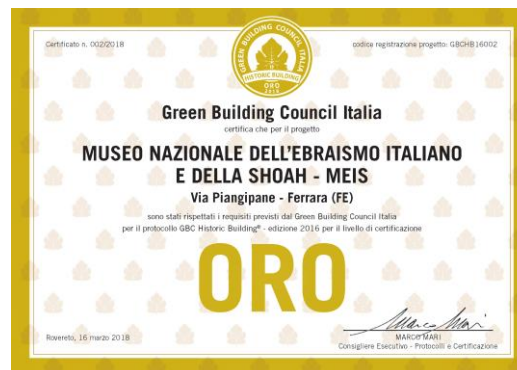 Certificato n. 002/2018
codice registrazione progetto: GBCHB16002
GREEN BUILDING COUNCIL ITALIA
HISTORIC BUILDING
ORO
2016
Green Building Council Italia
certifica che per il progetto
MUSEO NAZIONALE DELL'EBRAISMO ITALIANO
E DELLA SHOAH - MEIS
Via Piangipane - Ferrara (FE)
sono stati rispettati i requisiti previsti dal Green Building Council Italia
per il protocollo GBC Historic Building® - edizione 2016 per il livello di certificazione
ORO
Marco Mari
Rovereto, 16 marzo 2018
MARCO MARI
Consigliere Esecutivo - Protocolli e Certificazione